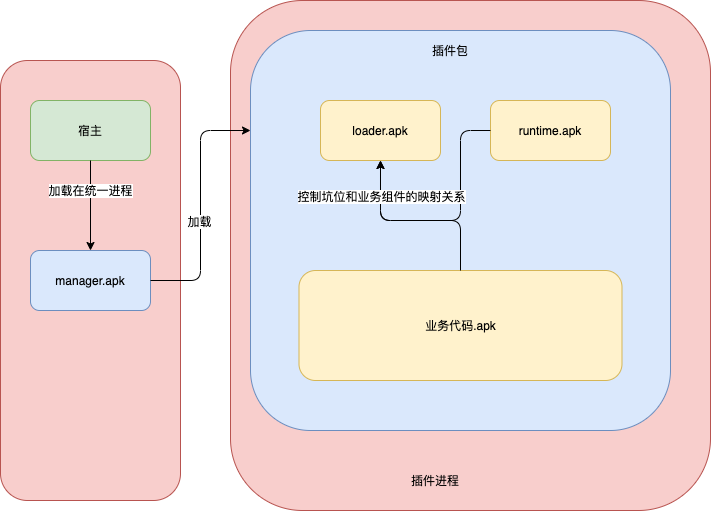 插件包
宿主
loader.apk
runtime.apk
加载在统一进程
控制坑位和业务组件的映射关系
加载
manager.apk
业务代码.apk
插件进程